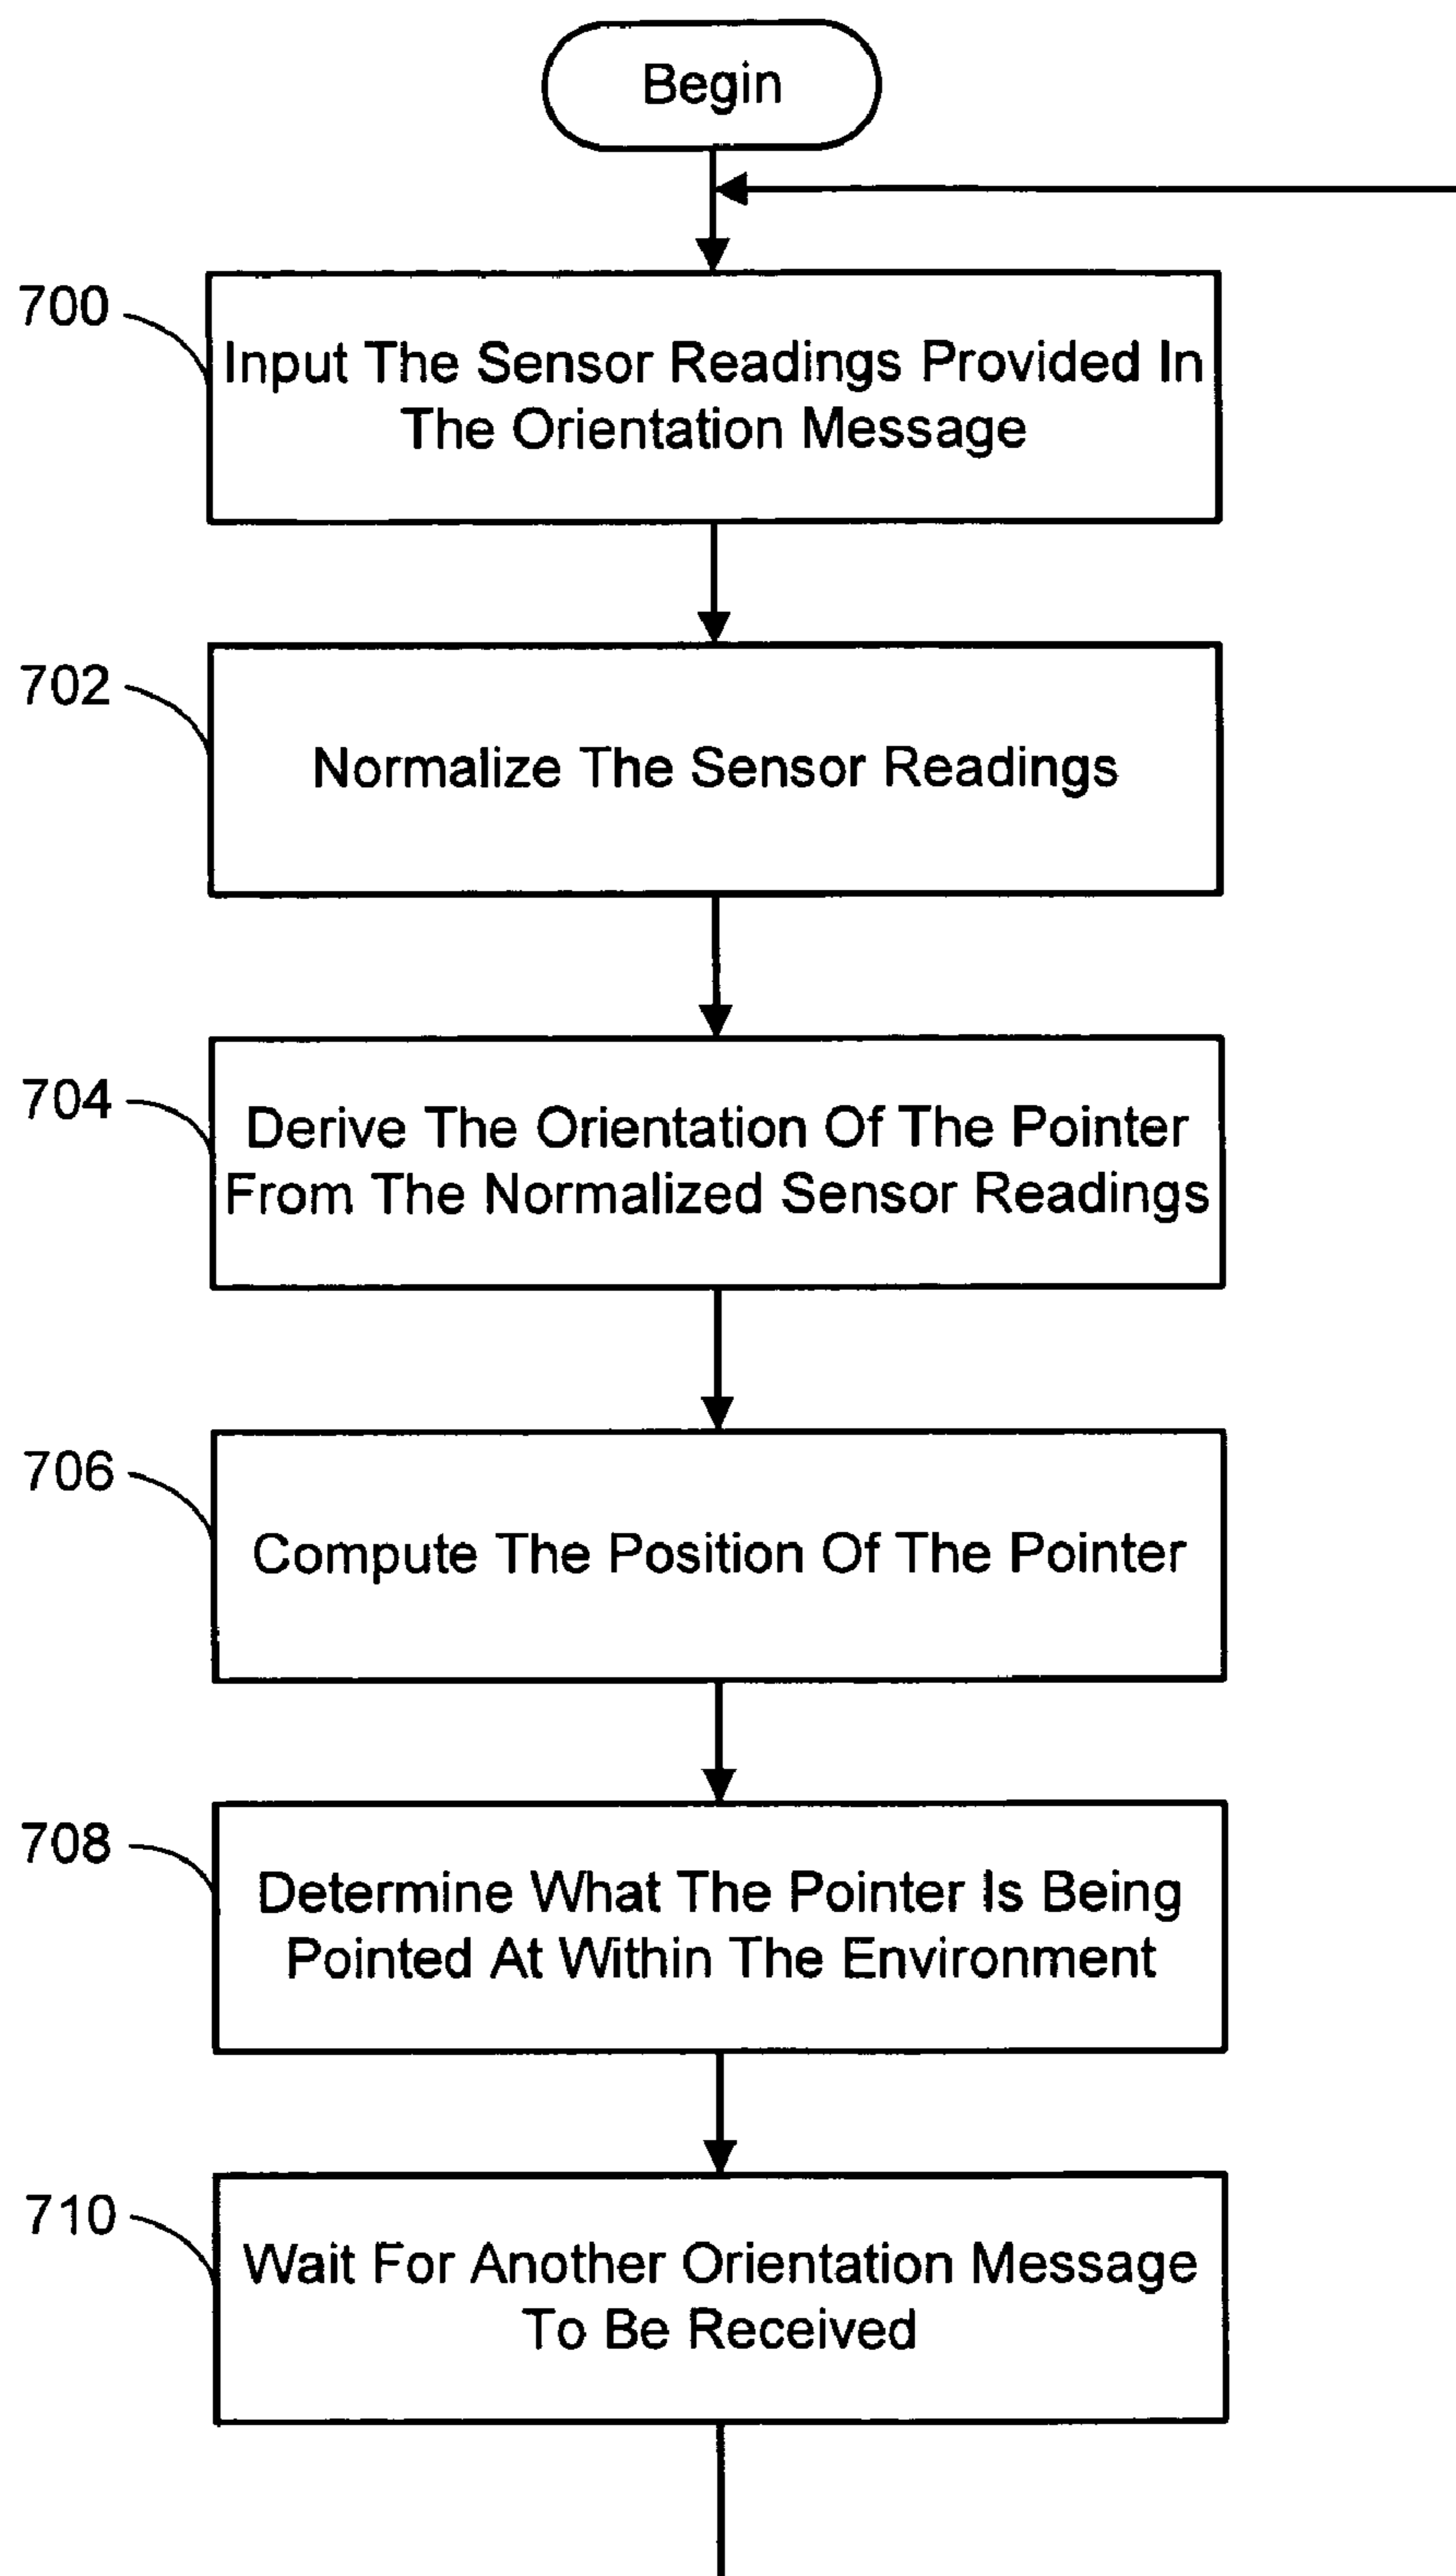 Begin
700
Input The Sensor Readings Provided In
The Orientation Message
702
Normalize The Sensor Readings
704
Derive The Orientation Of The Pointer
From The Normalized Sensor Readings
706
Compute The Position Of The Pointer
708
Determine What The Pointer Is Being
Pointed At Within The Environment
710
Wait For Another Orientation Message
To Be Received